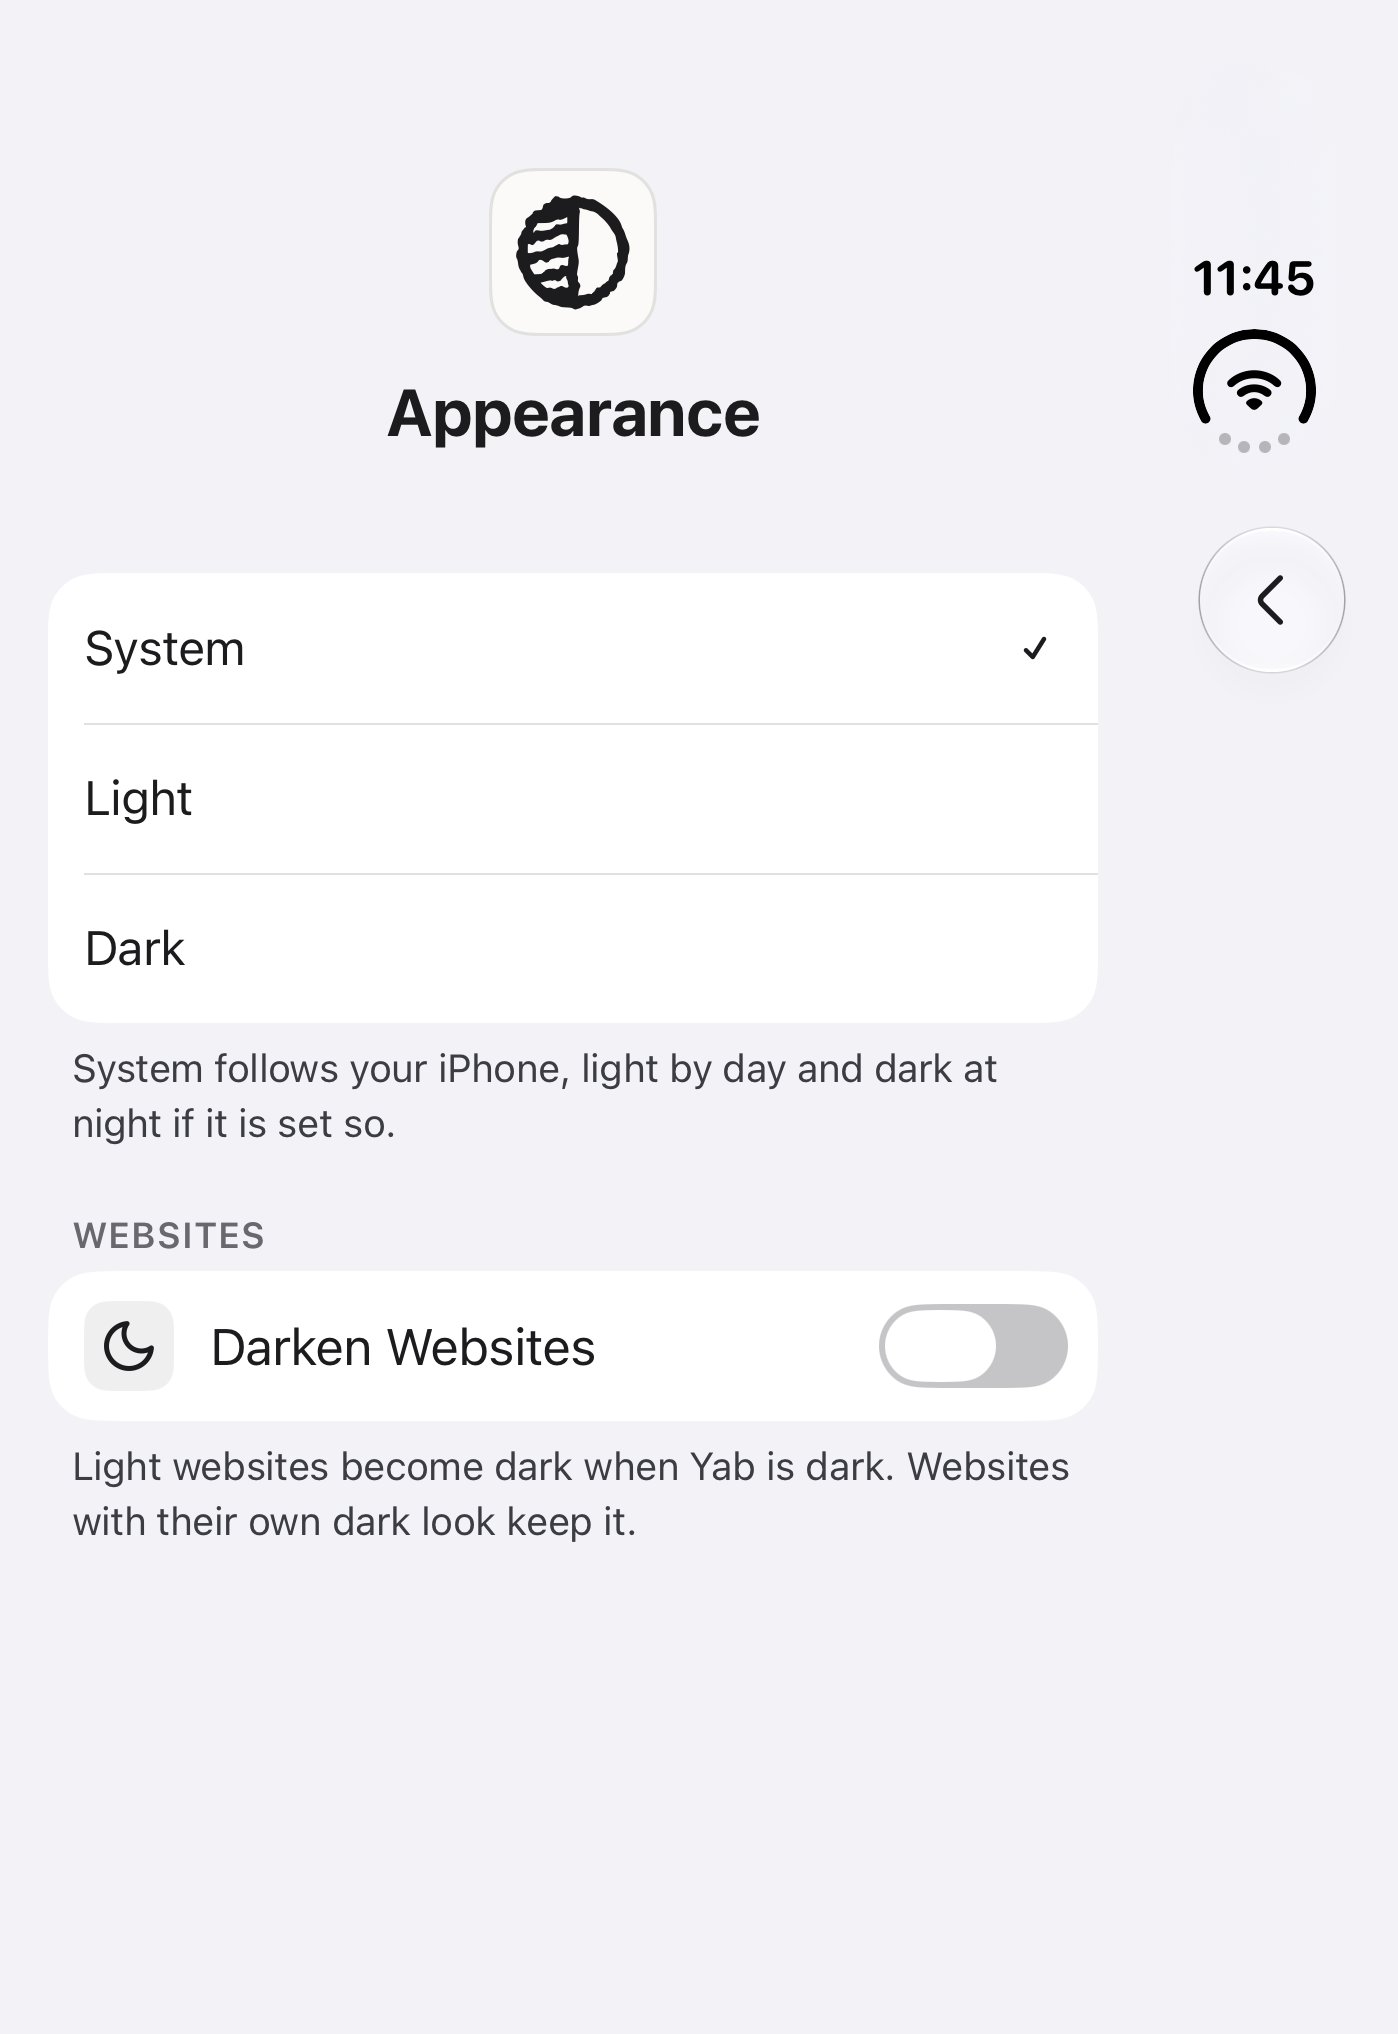 11:45
Appearance
System
Light
Dark
System follows your iPhone, light by day and dark at
night if it is set so.
WEBSITES
Darken Websites
Light websites become dark when Yab is dark. Websites
with their own dark look keep it.